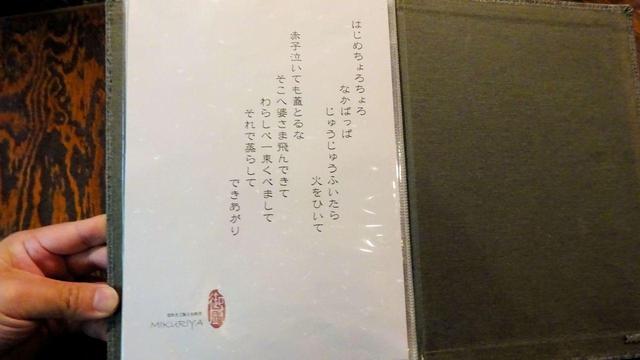 はじめちょろちょろ
なかぱっぱ
じゅうじゅうふいたら
火をひいて
赤子泣いても蓋とるな
そこへ婆さま飛んできて
わらしべ一束くべまして
それで蒸らして
できあがり
MIKURIYA